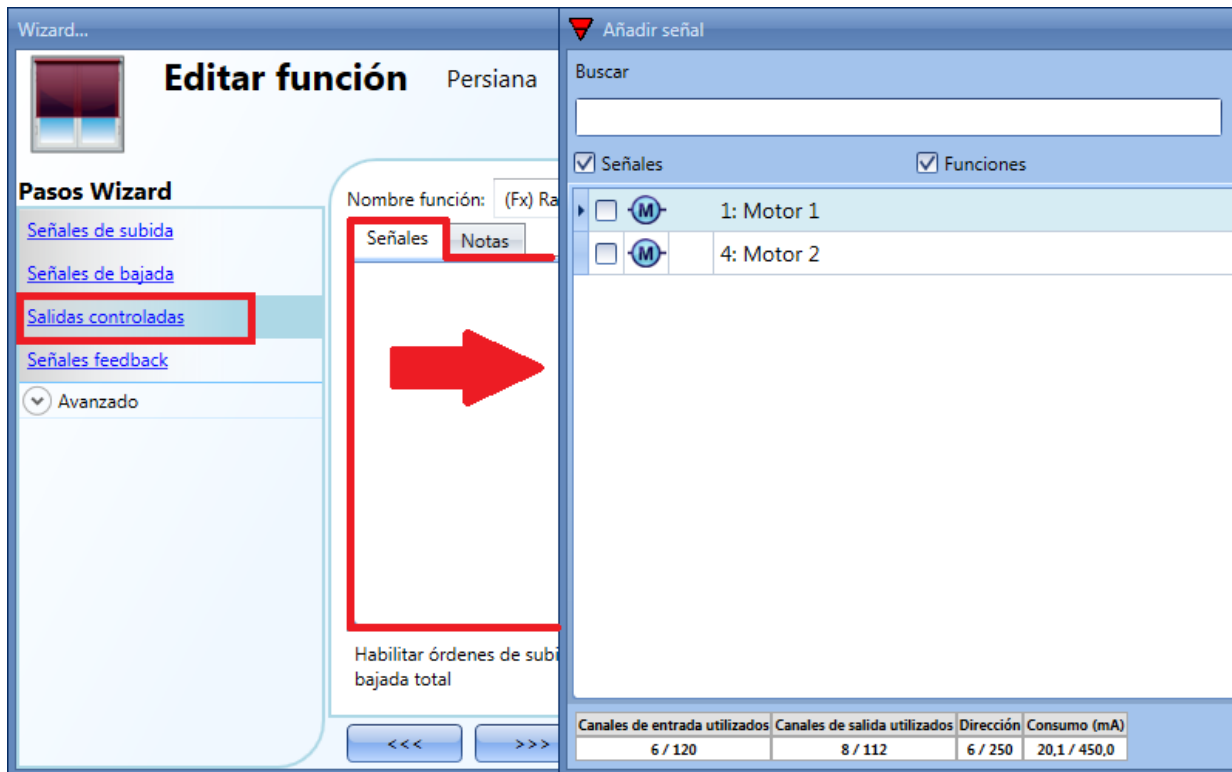 Wizard...
Editar función Persiana
Pasos Wizard
Señales de subida
Señales de bajada
Salidas controladas
Señales feedback
Avanzado
Nombre función: (Fx) Ra
Señales Notas
Habilitar órdenes de subi
bajada total
<<< >>>
Añadir señal
Buscar
Señales Funciones
M 1: Motor 1
M 4: Motor 2
Canales de entrada utilizados Canales de salida utilizados Dirección Consumo (mA)
6 / 120 8 / 112 6 / 250 20,1 / 450,0